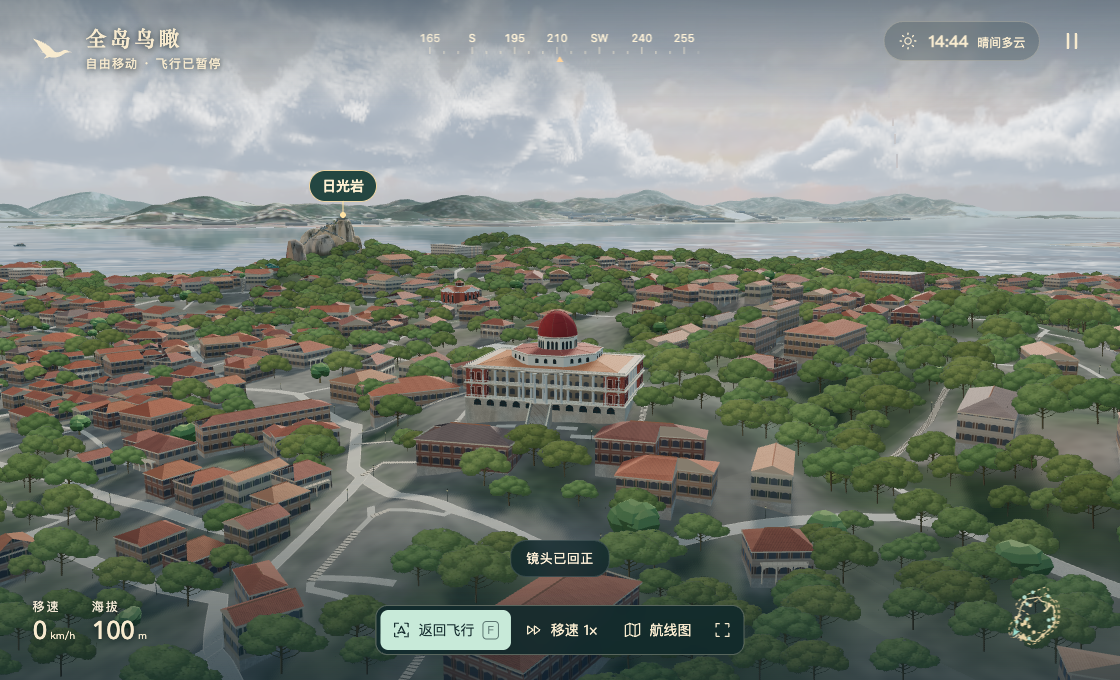 全岛鸟瞰
自由移动 · 飞行已暂停
165 S 195 210 SW 240 255
14:44 晴间多云
日光岩
镜头已回正
移速 海拔
0 km/h 100 m
A 返回飞行 F 移速 1x 航线图